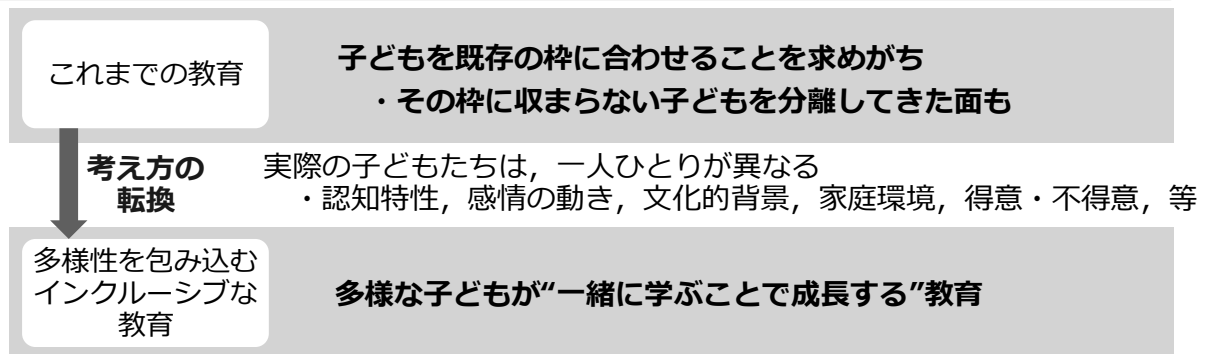 これまでの教育
子どもを既存の枠に合わせることを求めがち
・その枠に収まらない子どもを分離してきた面も
考え方の
転換
実際の子どもたちは，一人ひとりが異なる
・認知特性，感情の動き，文化的背景，家庭環境，得意・不得意，等
多様性を包み込む
インクルーシブな
教育
多様な子どもが“一緒に学ぶことで成長する”教育